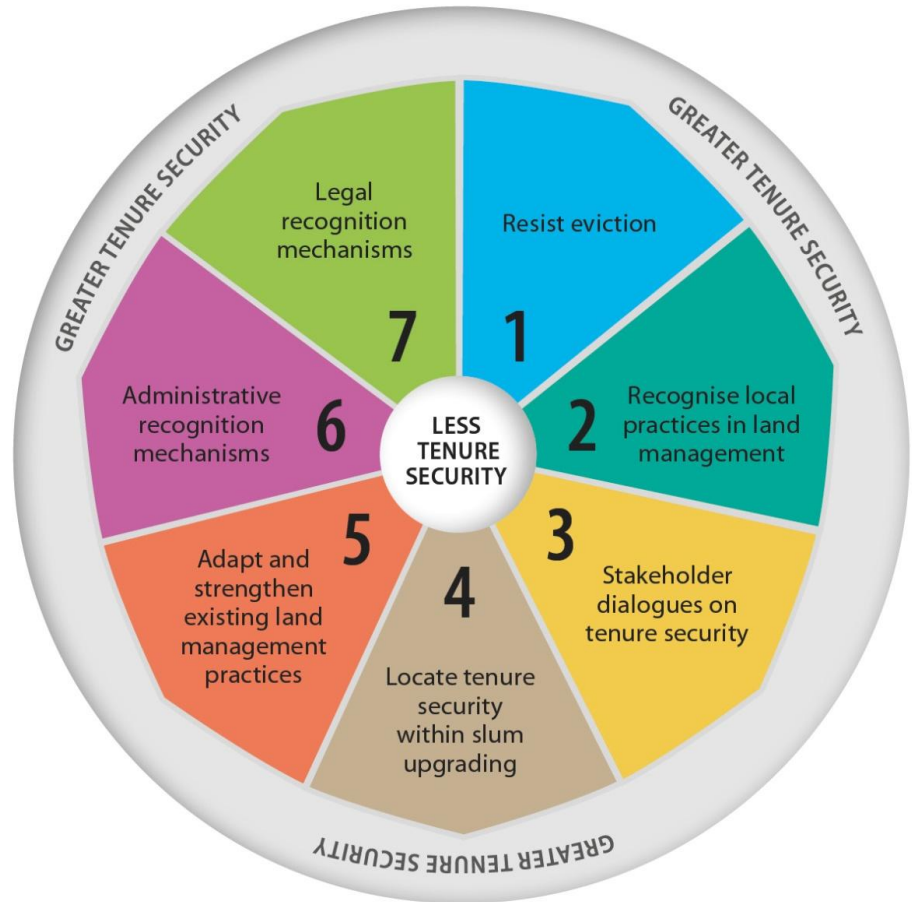 GREATER TENURE SECURITY
GREATER TENURE SECURITY
Legal
recognition
mechanisms
7
Resist eviction
1
Administrative
recognition
mechanisms
6
LESS
TENURE
SECURITY
2
Recognise local
practices in land
management
5
Adapt and
strengthen
existing land
management
practices
4
Locate tenure
security
within slum
upgrading
3
Stakeholder
dialogues on
tenure security
GREATER TENURE SECURITY